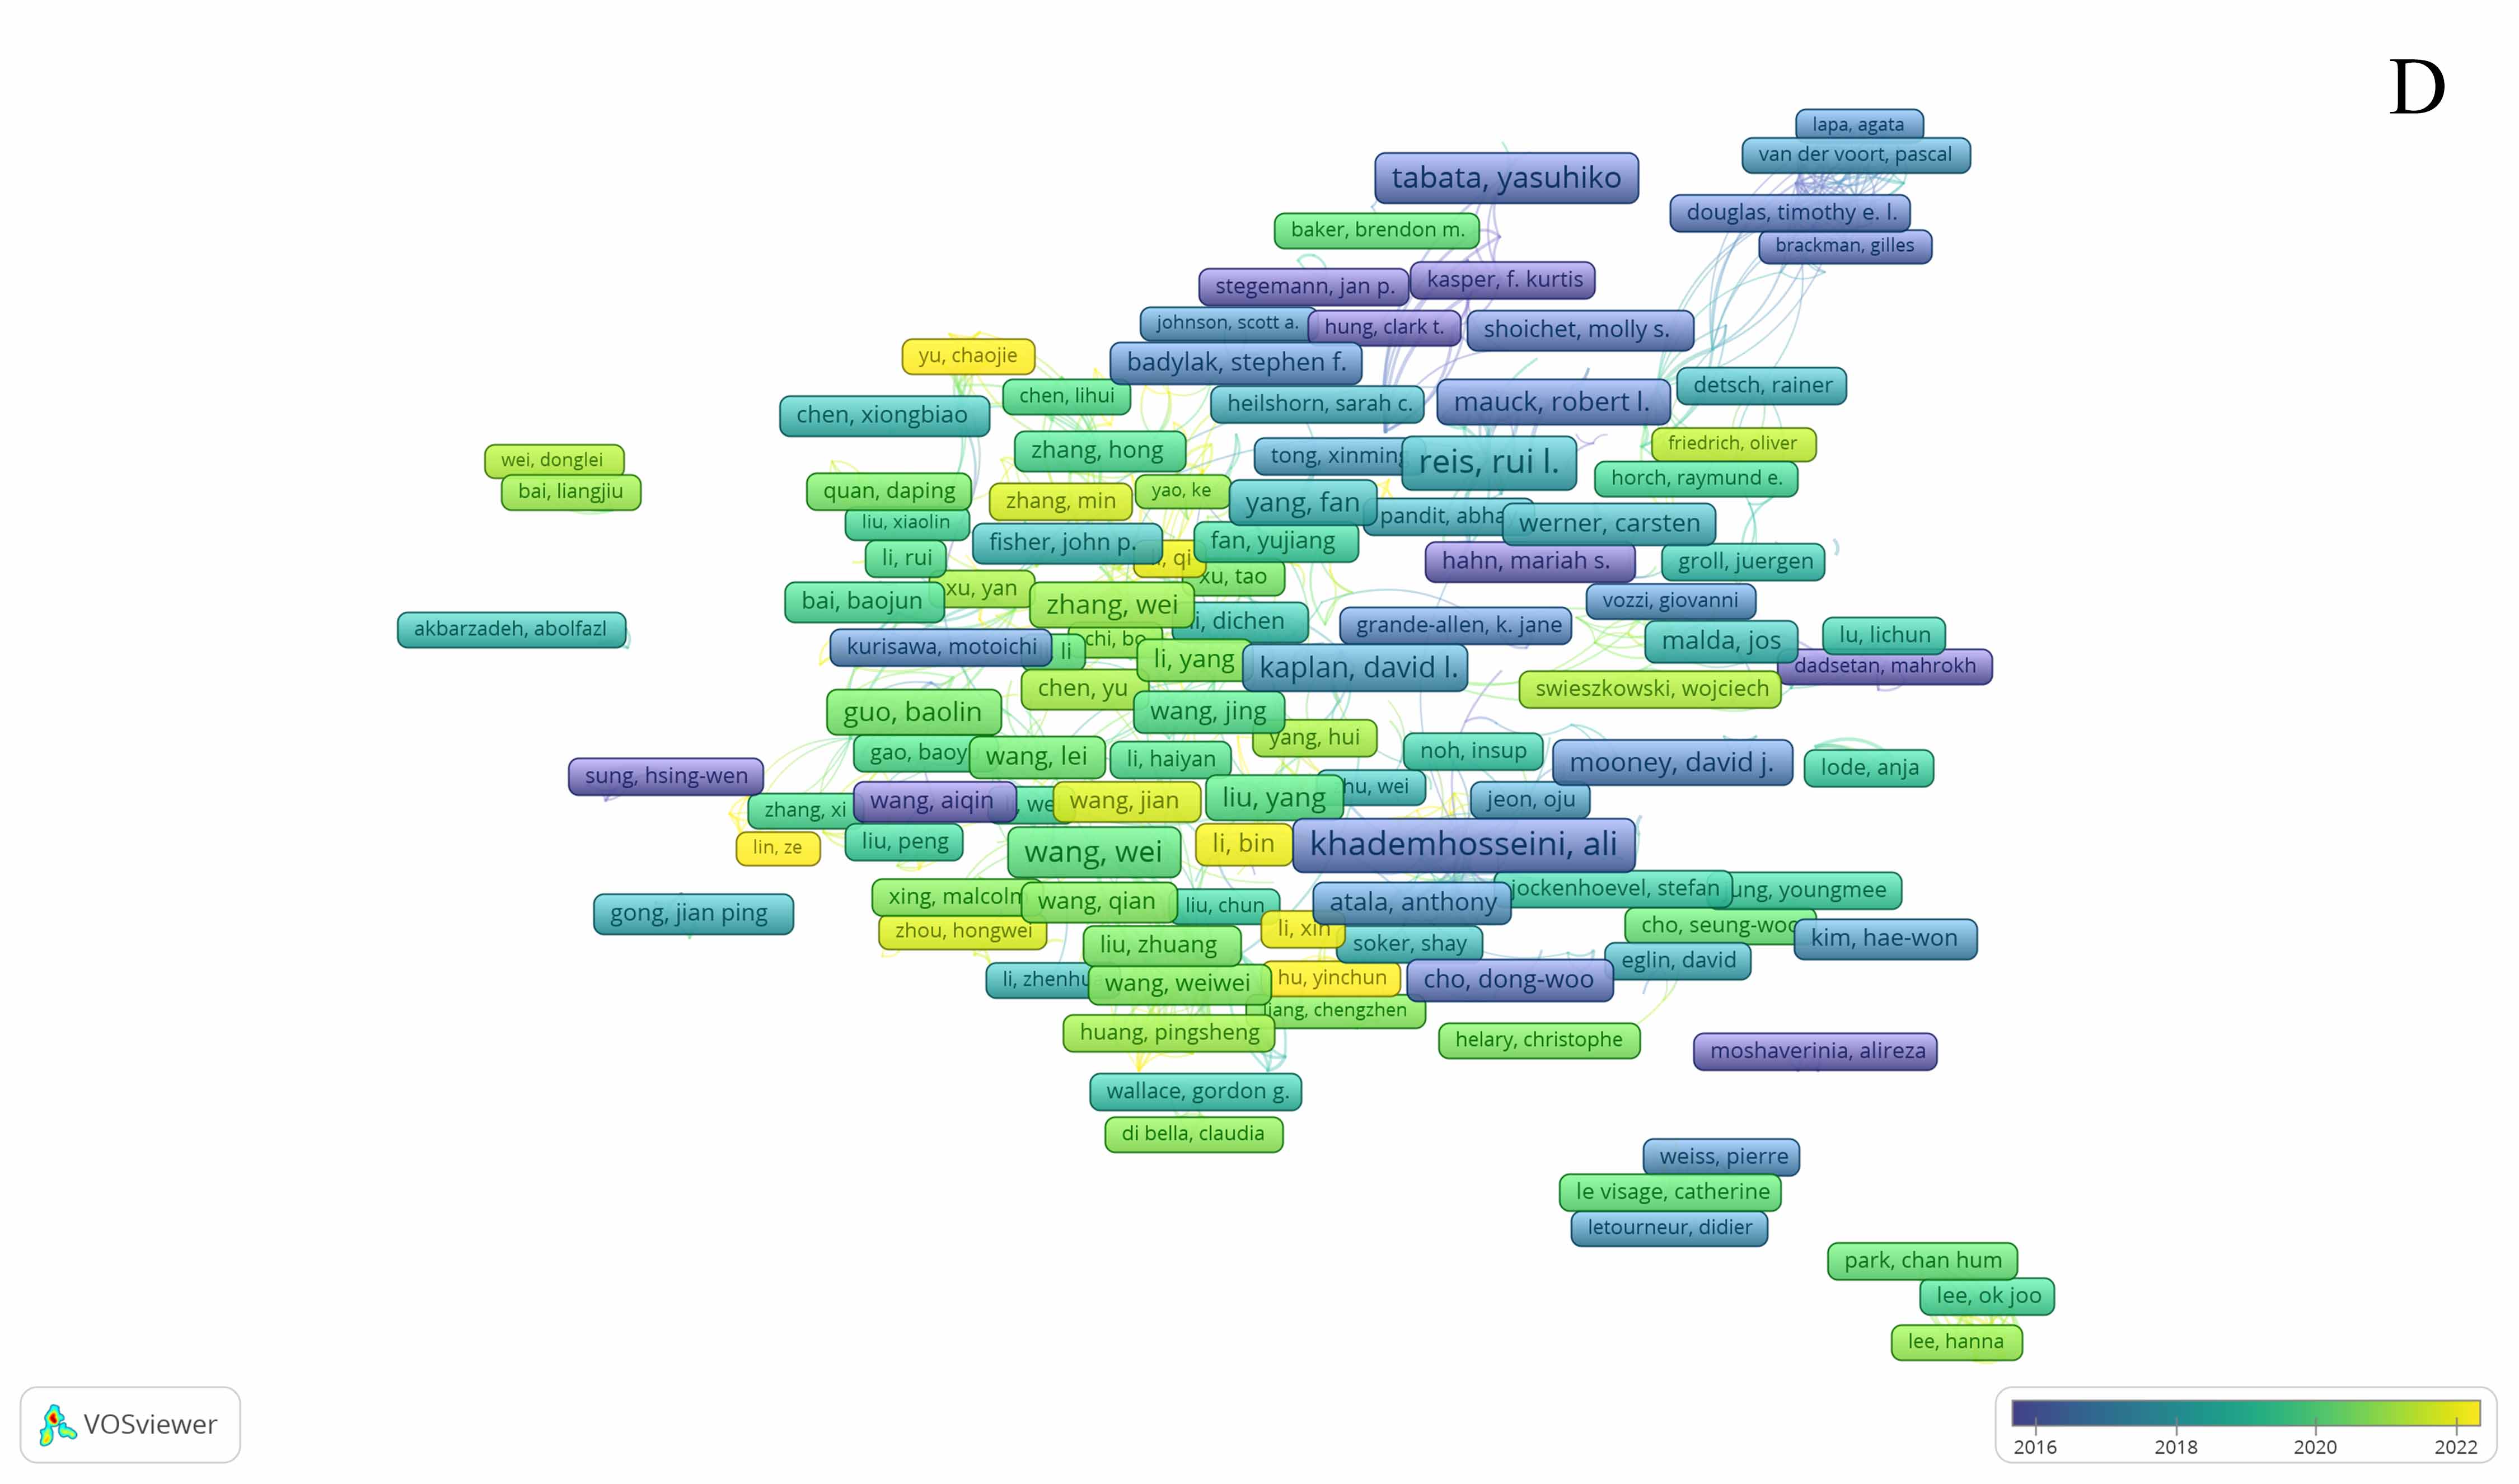 D
lapa, agata
van der voort, pascal
tabata, yasuhiko
douglas, timothy e. l.
baker, brendon m.
brackman, gilles
stegemann, jan p.
kasper, f. kurtis
johnson, scott a.
hung, clark t.
shoichet, molly s.
yu, chaojie
badylak, stephen f.
detsch, rainer
chen, lihui
heilshorn, sarah c.
mauck, robert l.
chen, xiongbiao
friedrich, oliver
zhang, hong
tong, xinming
reis, rui l.
wei, donglei
horch, raymund e.
bai, liangjiu
quan, daping
zhang, min
yao, ke
yang, fan
pandit, abha
werner, carsten
liu, xiaolin
fisher, john p.
fan, yujiang
li, rui
qi
hahn, mariah s.
groll, juergen
xu, tao
xu, yan
bai, baojun
zhang, wei
vozzi, giovanni
akbarzadeh, abolfazl
li, dichen
grande-allen, k. jane
malda, jos
lu, lichun
kurisawa, motoichi
li
chi, bo
li, yang
kaplan, david l.
dadsetan, mahrokh
chen, yu
swieszkowski, wojciech
guo, baolin
wang, jing
gao, baoy
wang, lei
li, haiyan
yang, hui
noh, insup
mooney, david j.
lode, anja
sung, hsing-wen
zhang, xi
wang, aiqin
, wei
wang, jian
liu, yang
hu, wei
jeon, oju
lin, ze
liu, peng
wang, wei
li, bin
khademhosseini, ali
xing, malcolm
wang, qian
liu, chun
atala, anthony
jockenhoevel, stefan
ung, youngmee
gong, jian ping
zhou, hongwei
li, xin
cho, seung-woo
kim, hae-won
liu, zhuang
soker, shay
eglin, david
li, zhenhu
wang, weiwei
hu, yinchun
cho, dong-woo
jiang, chengzhen
huang, pingsheng
helary, christophe
moshaverinia, alireza
wallace, gordon g.
di bella, claudia
weiss, pierre
le visage, catherine
letourneur, didier
park, chan hum
lee, ok joo
lee, hanna
VOSviewer
2016 2018 2020 2022